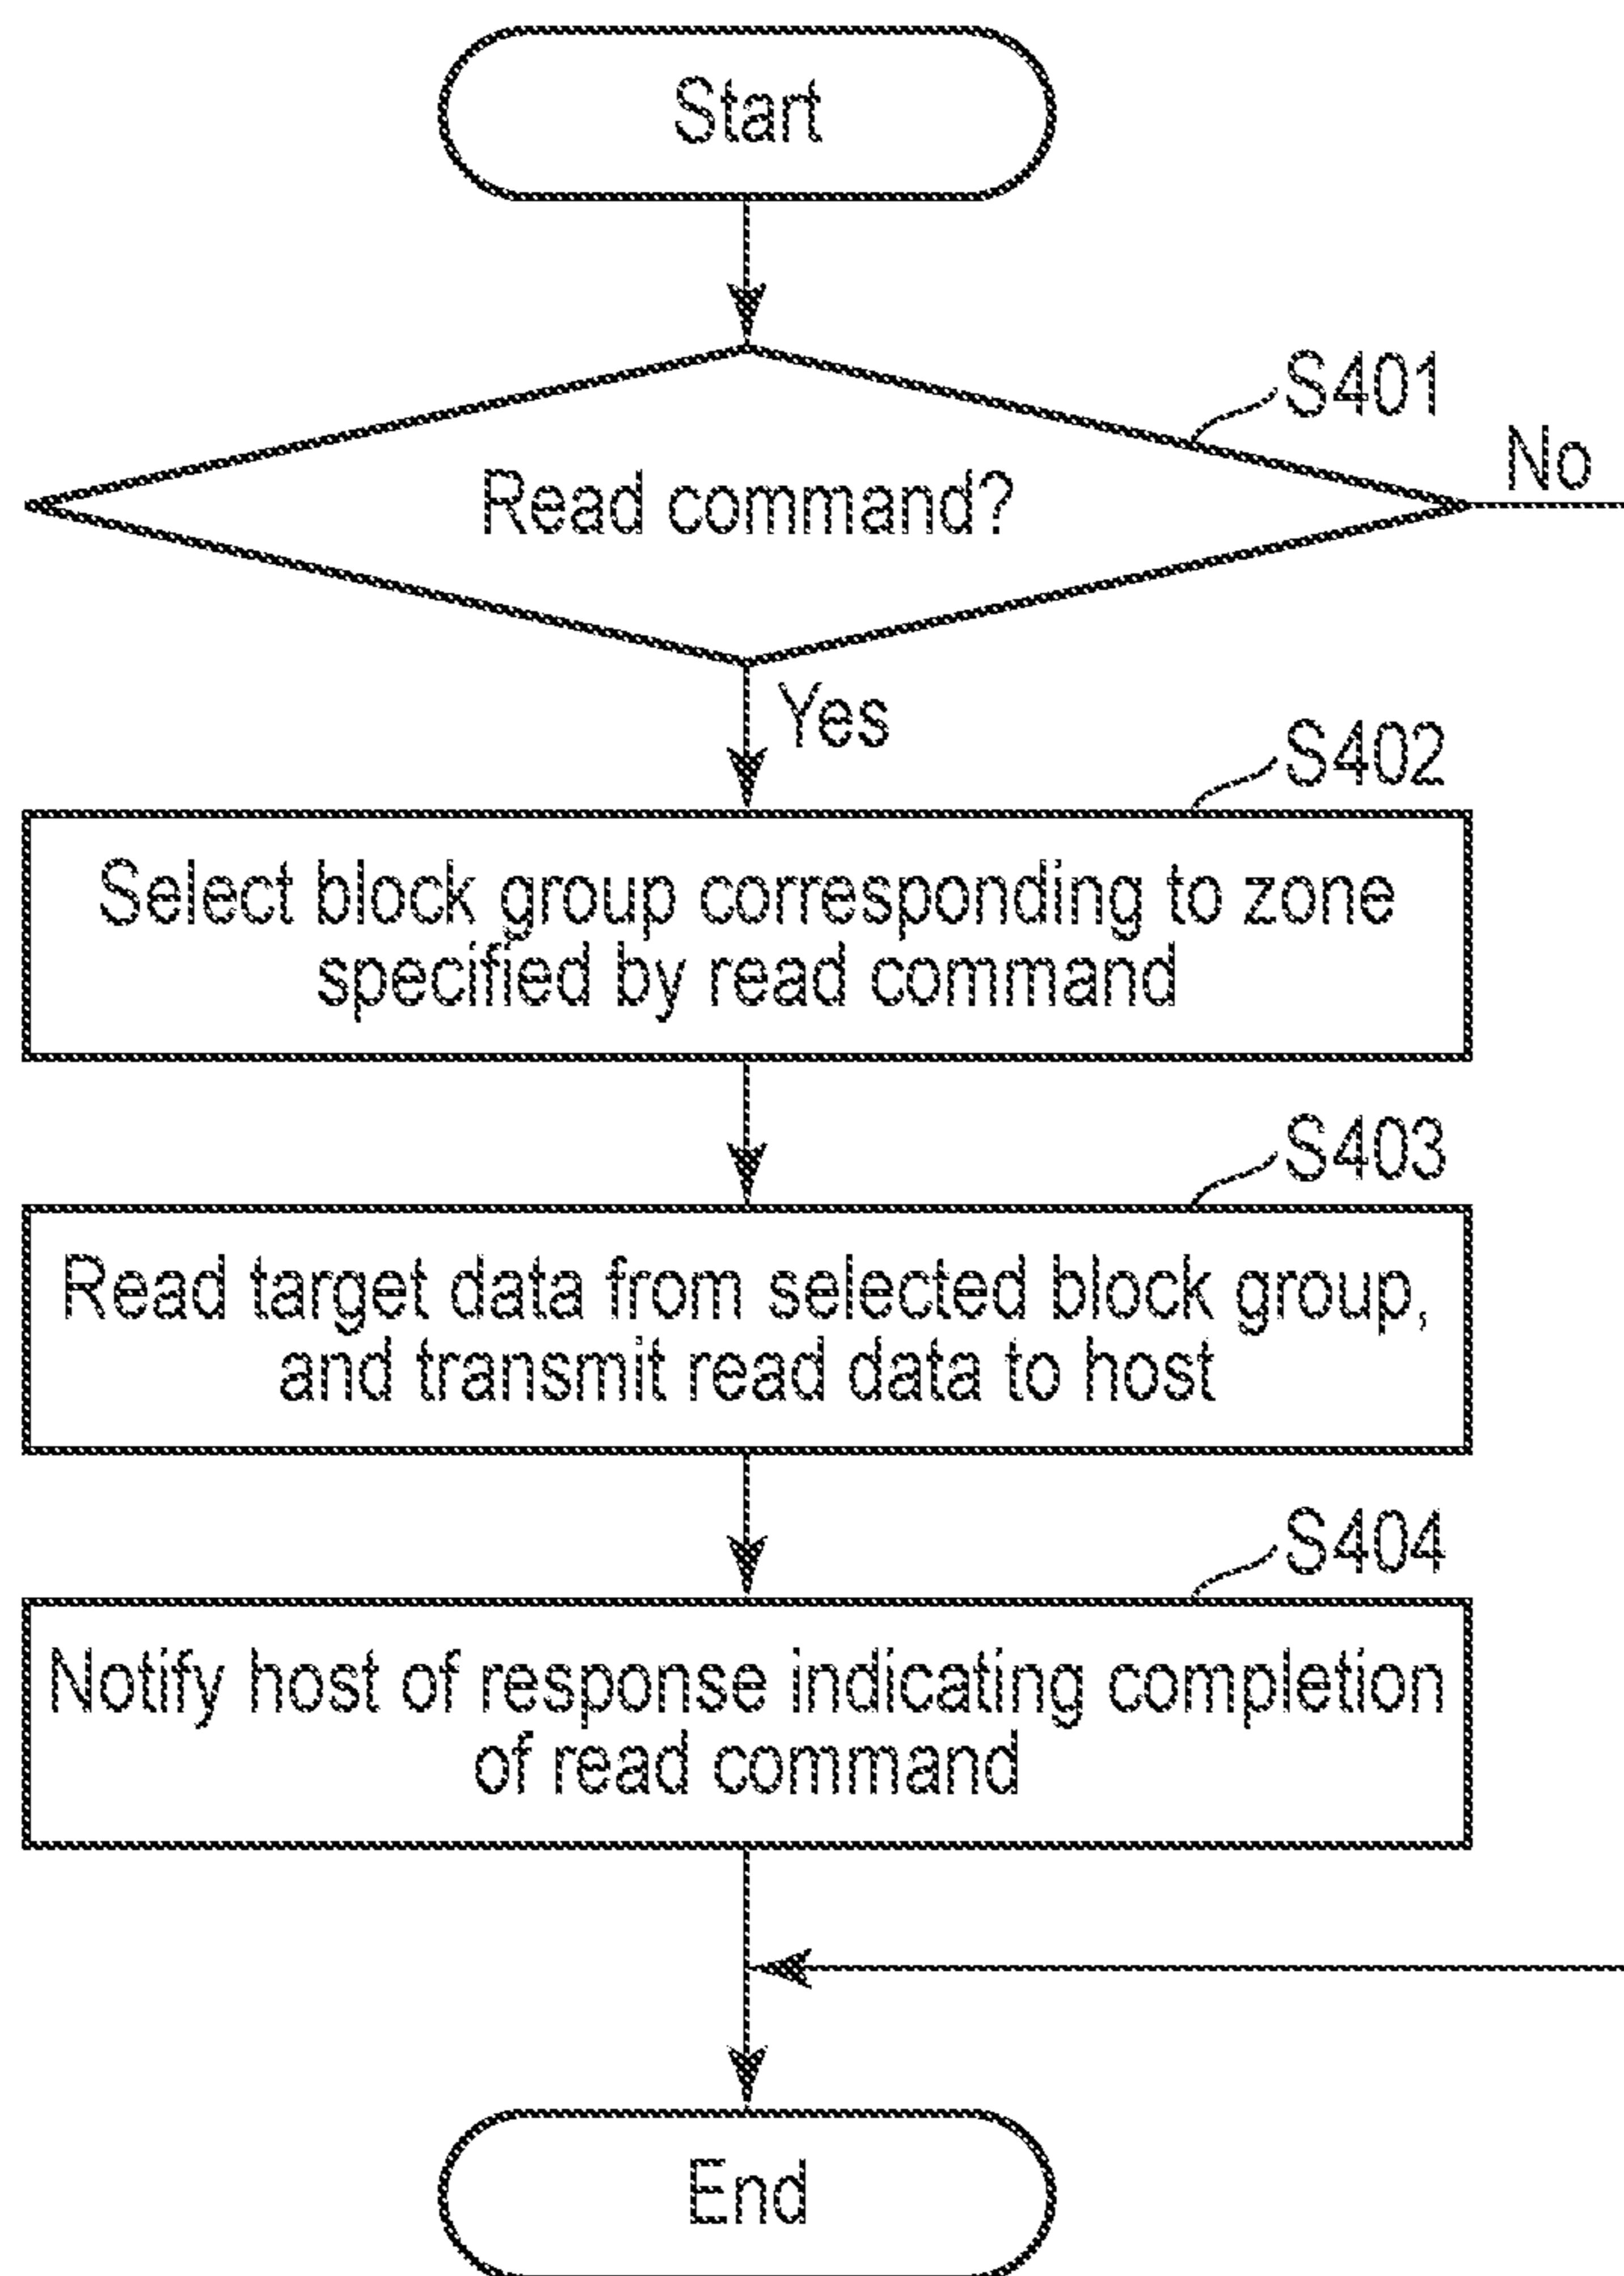 Start
S401
Read command?
No
Yes
S402
Select block group corresponding to zone
specified by read command
S403
Read target data from selected block group,
and transmit read data to host
S404
Notify host of response indicating completion
of read command
End